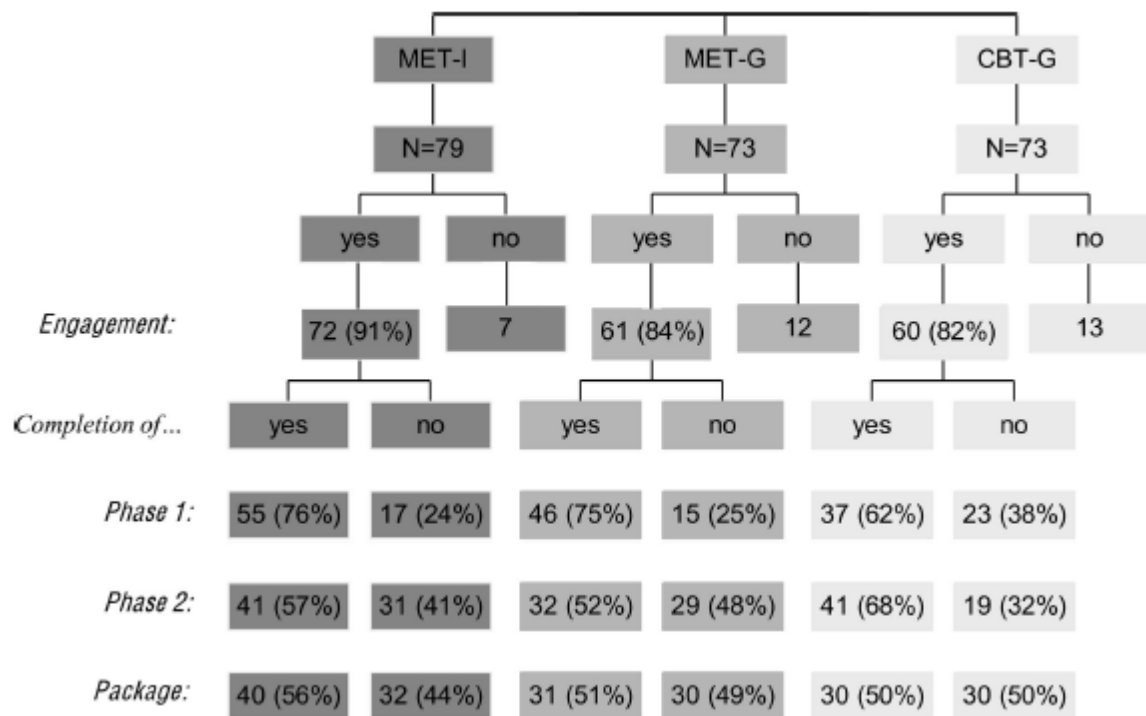 MET-I MET-G CBT-G
N=79 N=73 N=73
yes no yes no yes no
Engagement: 72 (91%) 7 61 (84%) 12 60 (82%) 13
Completion of... yes no yes no yes no
Phase 1: 55 (76%) 17 (24%) 46 (75%) 15 (25%) 37 (62%) 23 (38%)
Phase 2: 41 (57%) 31 (41%) 32 (52%) 29 (48%) 41 (68%) 19 (32%)
Package: 40 (56%) 32 (44%) 31 (51%) 30 (49%) 30 (50%) 30 (50%)